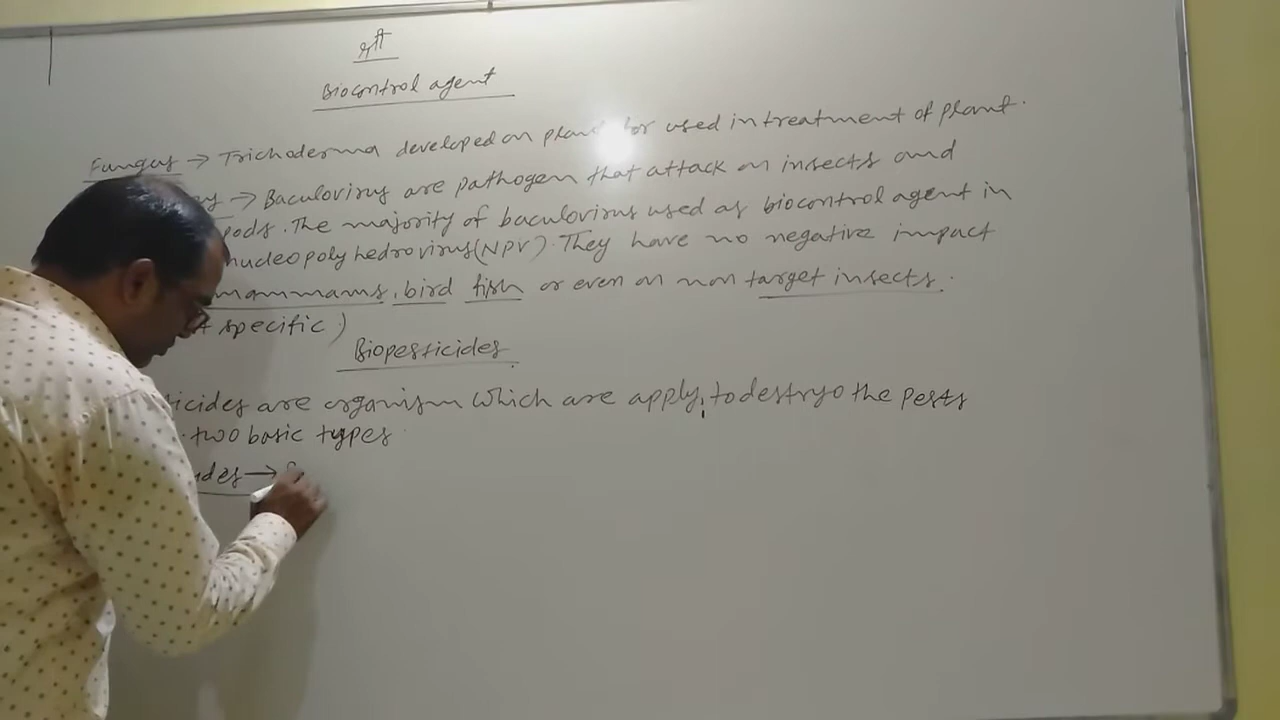 श्री
Biocontrol agent
Fungus → Trichoderma developed on plant for used in treatment of plant.
→ Baculovirus are pathogen that attack on insects and
pods. The majority of baculovirus used as biocontrol agent in
nucleopolyhedrovirus(NPV). They have no negative impact
mammams, bird fish or even on non target insects.
specific)
Biopesticides
icides are organism which are apply, to destryo the pests
. two basic types
ides →